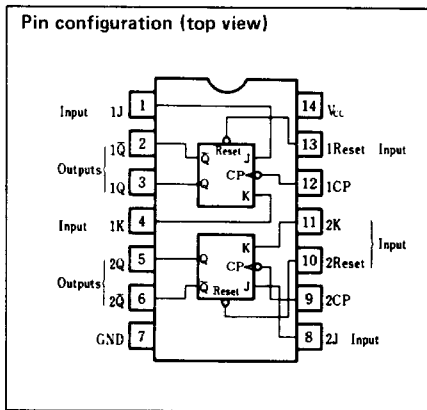 Pin configuration (top view)
Input 1J 1 14 VCC
1Q̅ 2 Reset 13 1Reset Input
Outputs Q̅ J
CP
1Q 3 Q 12 1CP
K
Input 1K 4 11 2K
2Q 5 Q K Input
Outputs CP 10 2Reset
2Q̅ 6 Q̅ J 9 2CP
Reset
GND 7 8 2J Input